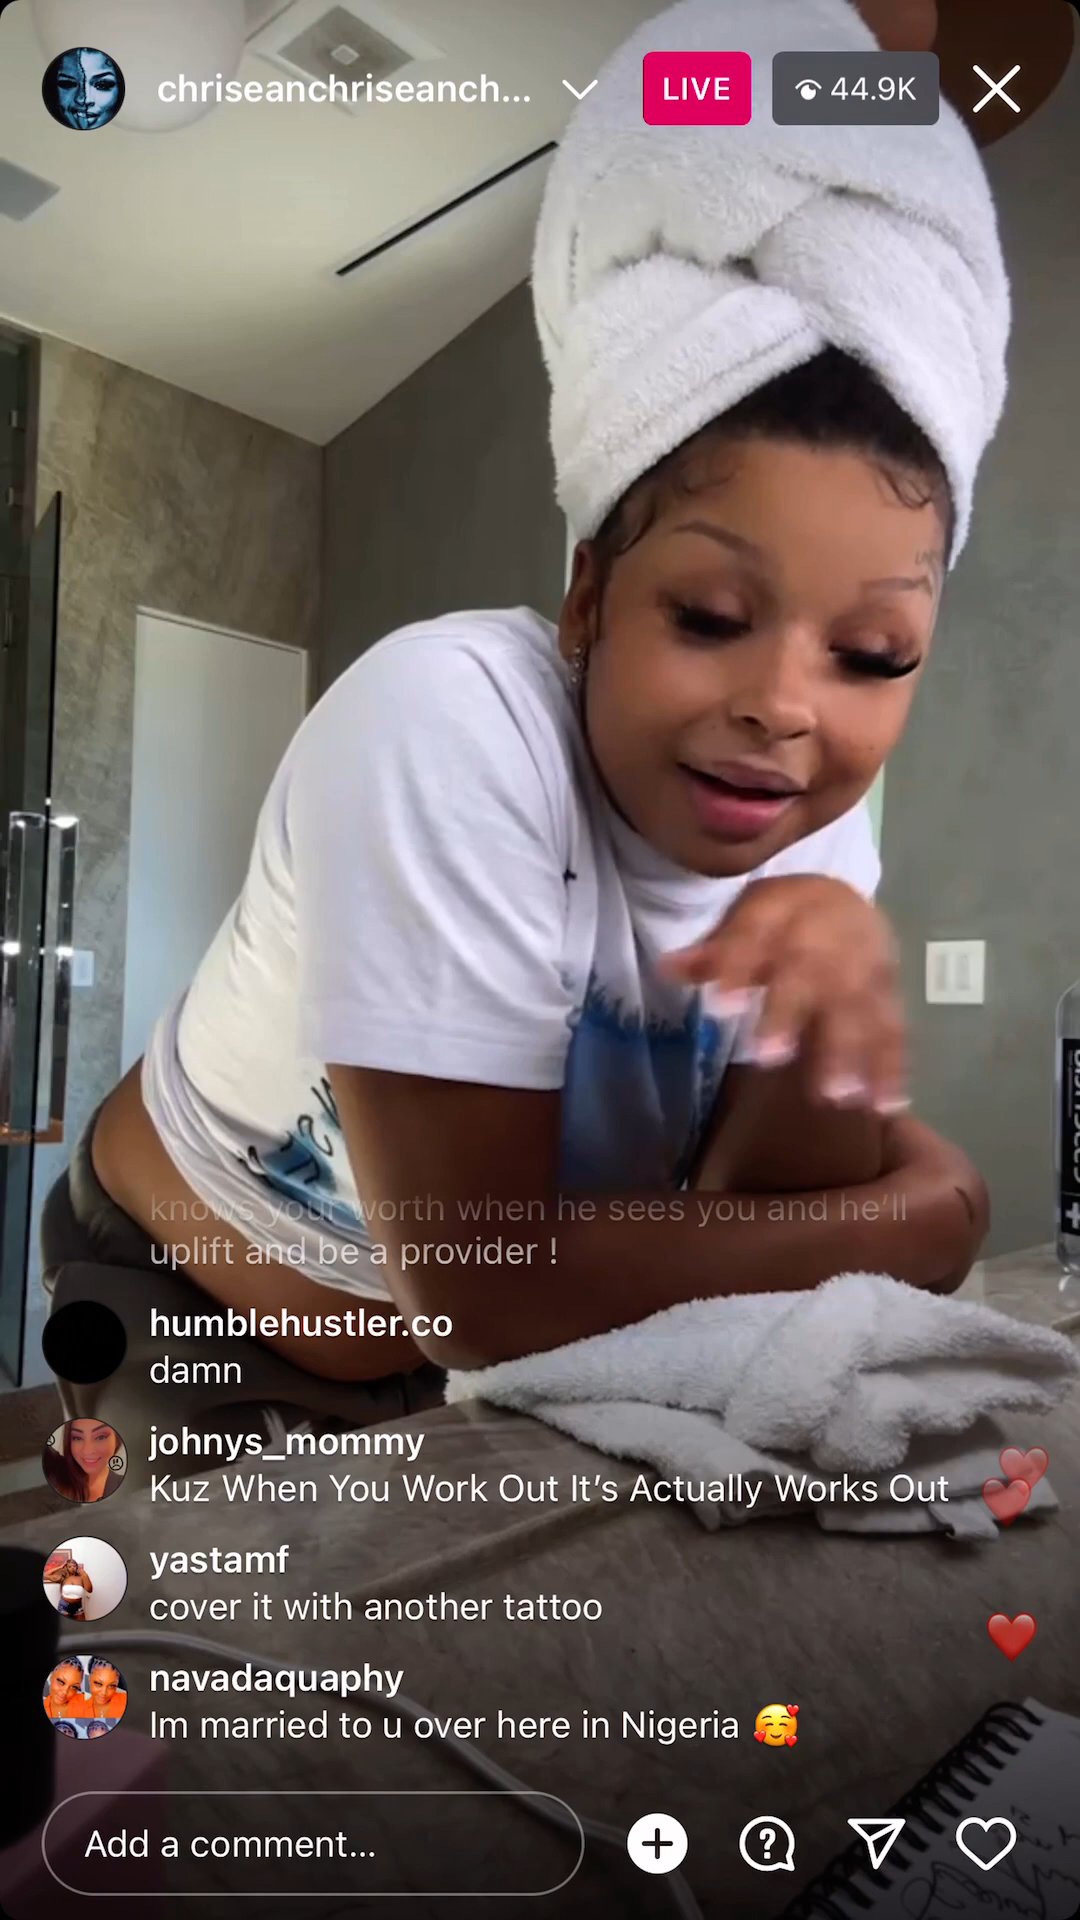 chriseanchriseanch...
LIVE
44.9K
knows your worth when he sees you and he'll
uplift and be a provider !
humblehustler.co
damn
johnys_mommy
Kuz When You Work Out It’s Actually Works Out
yastamf
cover it with another tattoo
navadaquaphy
Im married to u over here in Nigeria 🥰
Add a comment...